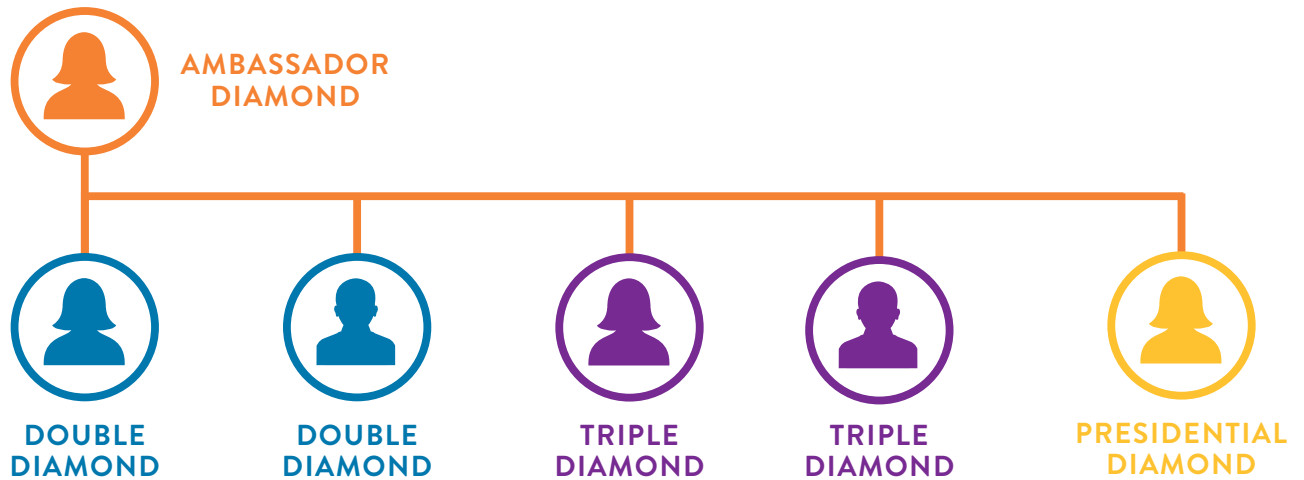 AMBASSADOR
DIAMOND
DOUBLE
DIAMOND
DOUBLE
DIAMOND
TRIPLE
DIAMOND
TRIPLE
DIAMOND
PRESIDENTIAL
DIAMOND